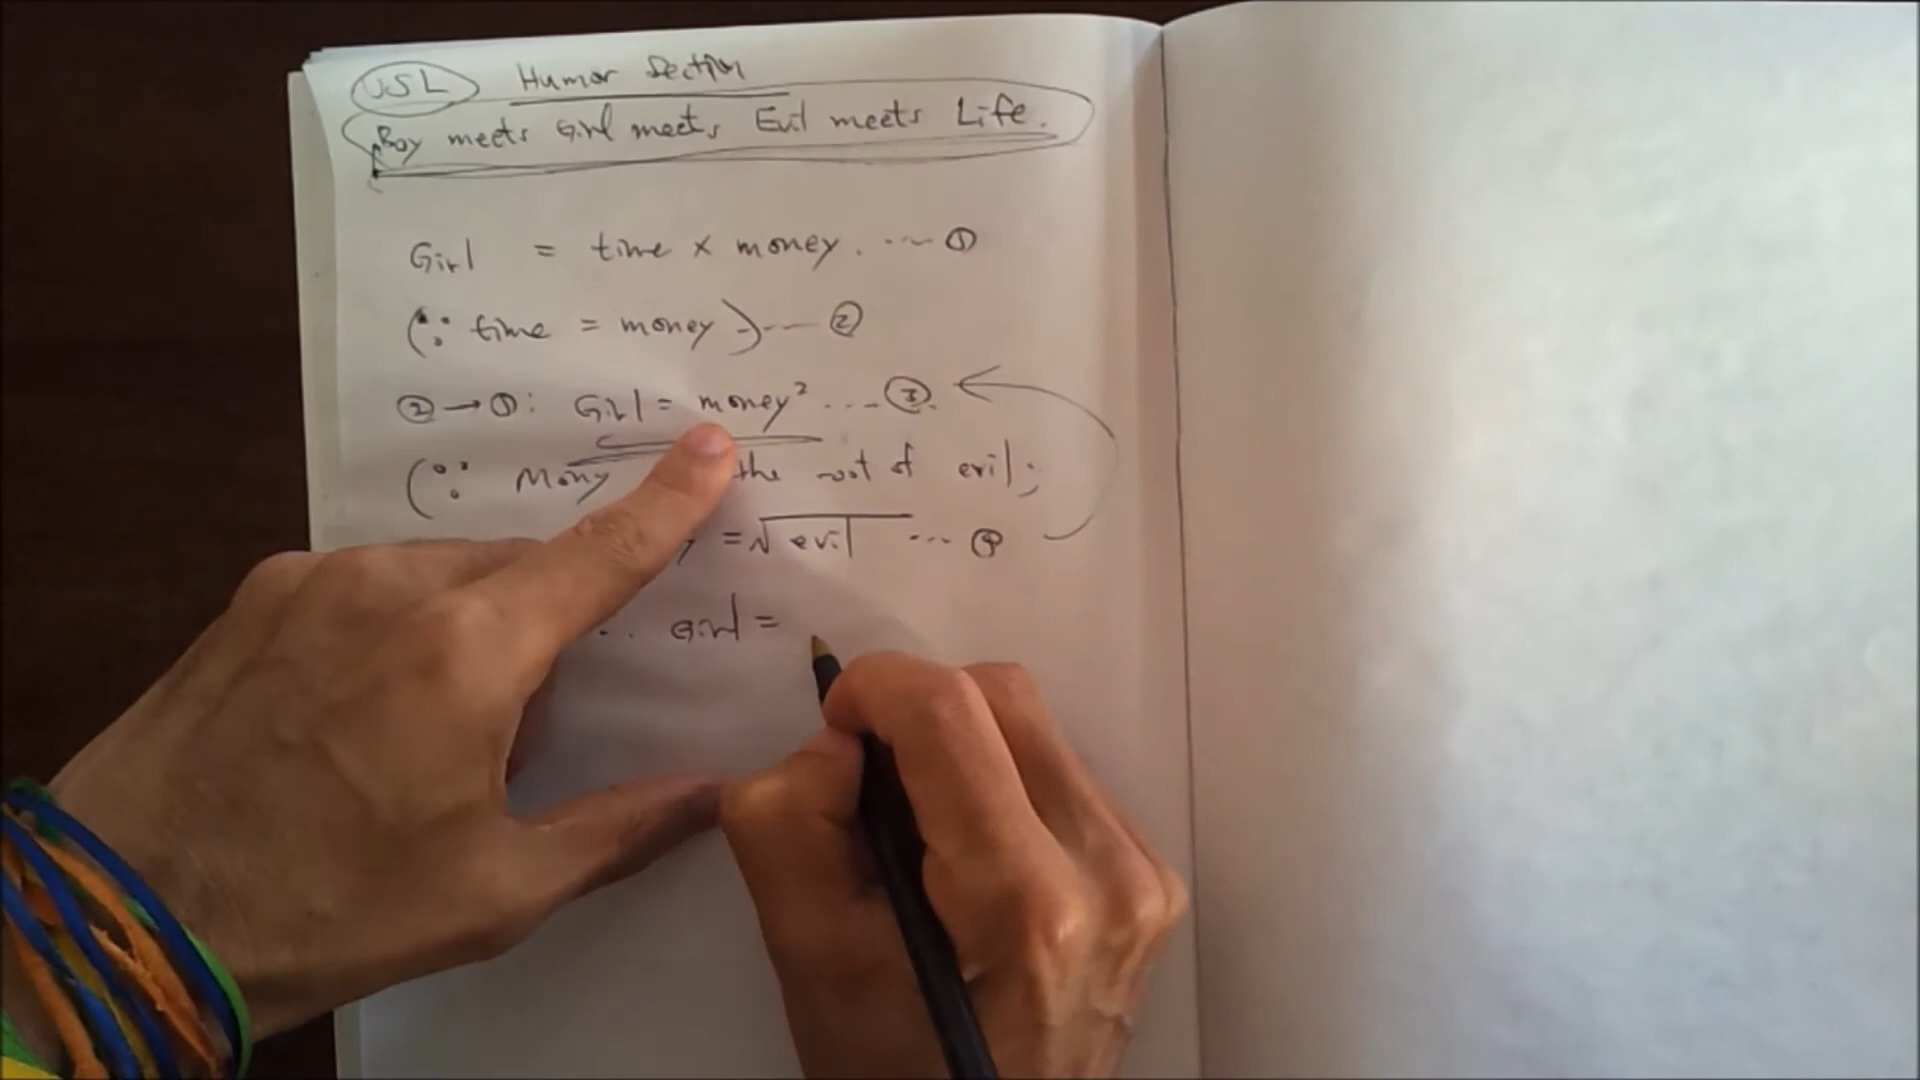 USL Humor Section
Boy meets Girl meets Evil meets Life.
Girl = time × money. ---- ①
(∵ time = money) ---- ②
② → ①: Girl = money² ... ③
(∵ Mony the root of evil;
y = √evil ... ④
∴ Girl =